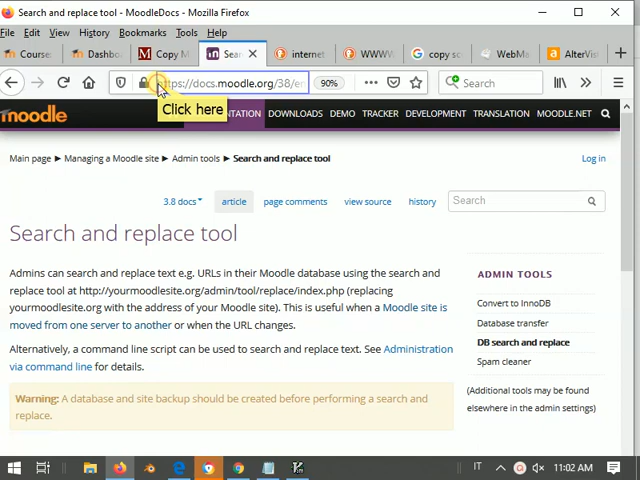 Search and replace tool - MoodleDocs - Mozilla Firefox
File Edit View History Bookmarks Tools Help
Course: Dashbo Copy M Sea internet WWW copy sc WebMa AlterVis
https://docs.moodle.org/38/en 90% Search
Click here
moodle DOWNLOADS DEMO TRACKER DEVELOPMENT TRANSLATION MOODLE.NET
Main page Managing a Moodle site Admin tools Search and replace tool Log in
3.8 docs article page comments view source history Search
Search and replace tool
Admins can search and replace text e.g. URLs in their Moodle database using the search and
replace tool at http://yourmoodlesite.org/admin/tool/replace/index.php (replacing
yourmoodlesite.org with the address of your Moodle site). This is useful when a Moodle site is
moved from one server to another or when the URL changes.
Alternatively, a command line script can be used to search and replace text. See Administration
via command line for details.
Warning: A database and site backup should be created before performing a search and
replace.
ADMIN TOOLS
Convert to InnoDB
Database transfer
DB search and replace
Spam cleaner
(Additional tools may be found
elsewhere in the admin settings)
IT 11:02 AM